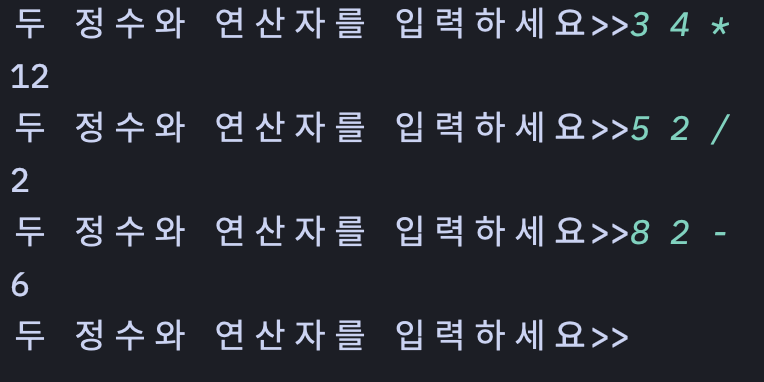 두 정수와 연산자를 입력하세요>>3 4 *
12
두 정수와 연산자를 입력하세요>>5 2 /
2
두 정수와 연산자를 입력하세요>>8 2 -
6
두 정수와 연산자를 입력하세요>>